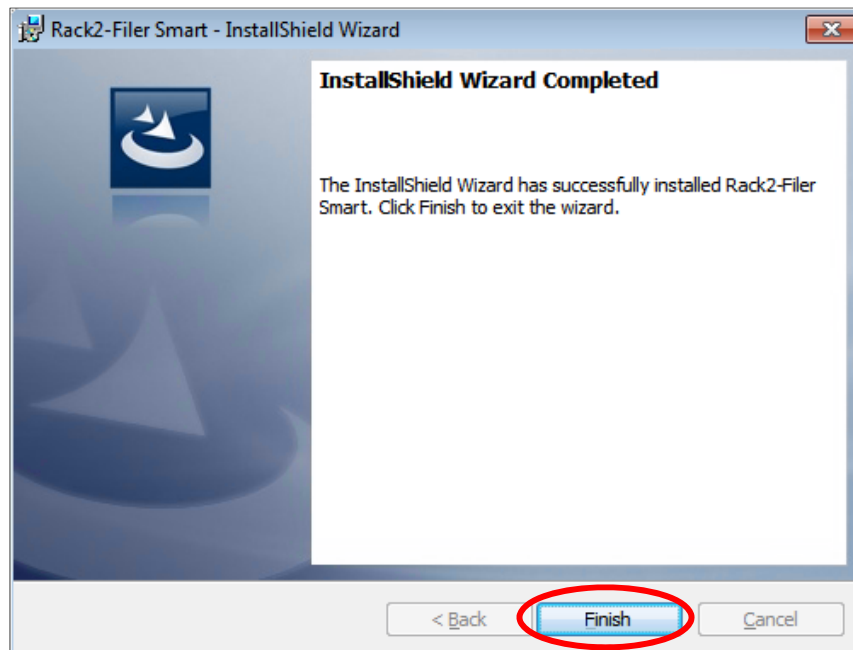 Rack2-Filer Smart - InstallShield Wizard
InstallShield Wizard Completed
The InstallShield Wizard has successfully installed Rack2-Filer
Smart. Click Finish to exit the wizard.
< Back Finish Cancel